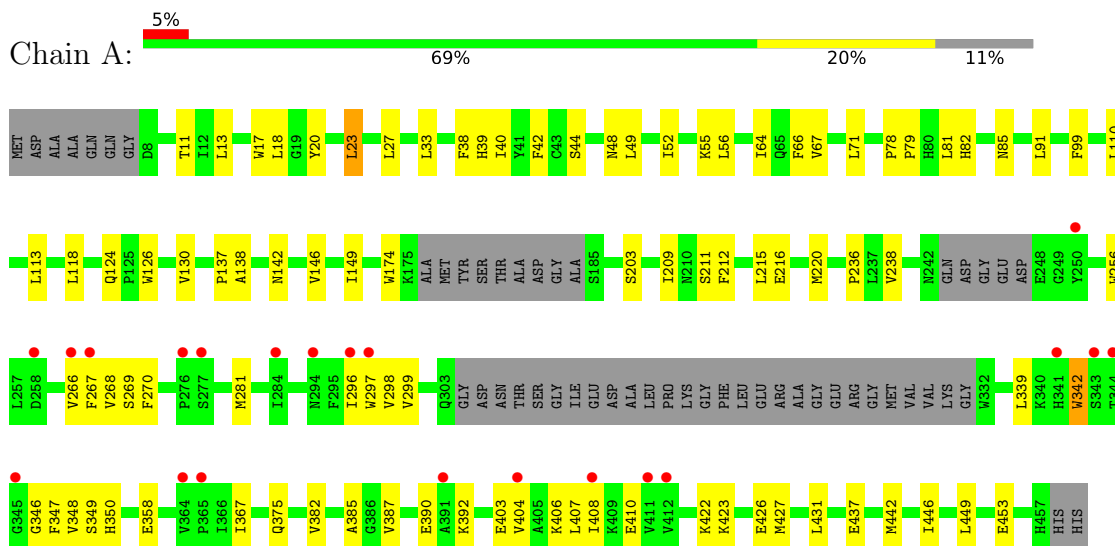 5%
Chain A:
69% 20% 11%
MET ASP ALA ALA GLN GLN GLY D8 T11 I12 L13 W17 L18 G19 Y20 L23 L27 L33 F38 H39 I40 Y41 F42 C43 S44 N48 L49 I52 K55 L56 I64 Q65 F66 V67 L71 P78 P79 H80 L81 H82 N85 L91 F99 L110
L113 L118 Q124 P125 W126 V130 P137 A138 N142 V146 I149 W174 K175 ALA MET TYR SER THR ALA ASP GLY ALA S185 S203 I209 N210 S211 F212 L215 E216 M220 P236 L237 V238 N242 GLN ASP GLY GLU ASP E248 G249 Y250 W256
L257 D258 V266 F267 V268 S269 F270 P276 S277 M281 I284 N294 F295 I296 W297 V298 V299 Q303 GLY ASP ASN THR SER GLY ILE GLU ASP ALA LEU PRO LYS GLY PHE LEU GLU ARG ALA GLY GLU ARG GLY MET VAL VAL LYS GLY W332 L339 K340 H341 W342 S343 T344
G345 G346 F347 V348 S349 H350 E358 V364 P365 I366 I367 Q375 V382 A385 G386 V387 E390 A391 K392 E403 V404 A405 K406 L407 I408 K409 E410 V411 V412 K422 K423 E426 M427 L431 E437 M442 I446 L449 E453 H457 HIS HIS